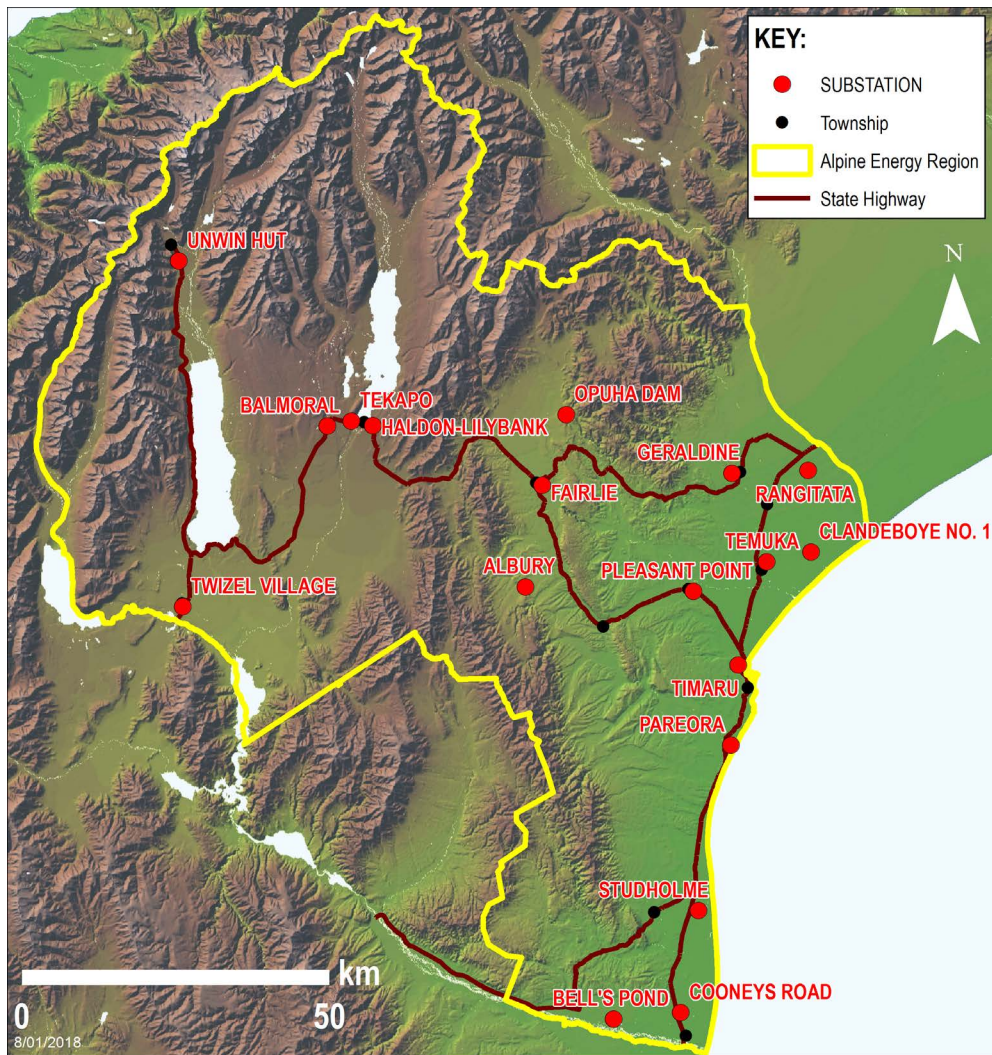 KEY:
SUBSTATION
Township
Alpine Energy Region
State Highway
N
UNWIN HUT
OPUHA DAM
TEKAPO
BALMORAL
HALDON-LILYBANK
GERALDINE
RANGITATA
FAIRLIE
CLANDEBOYE NO. 1
TEMUKA
ALBURY
PLEASANT POINT
TWIZEL VILLAGE
TIMARU
PAREORA
STUDHOLME
km
0 50
BELL'S POND
COONEYS ROAD
8/01/2018